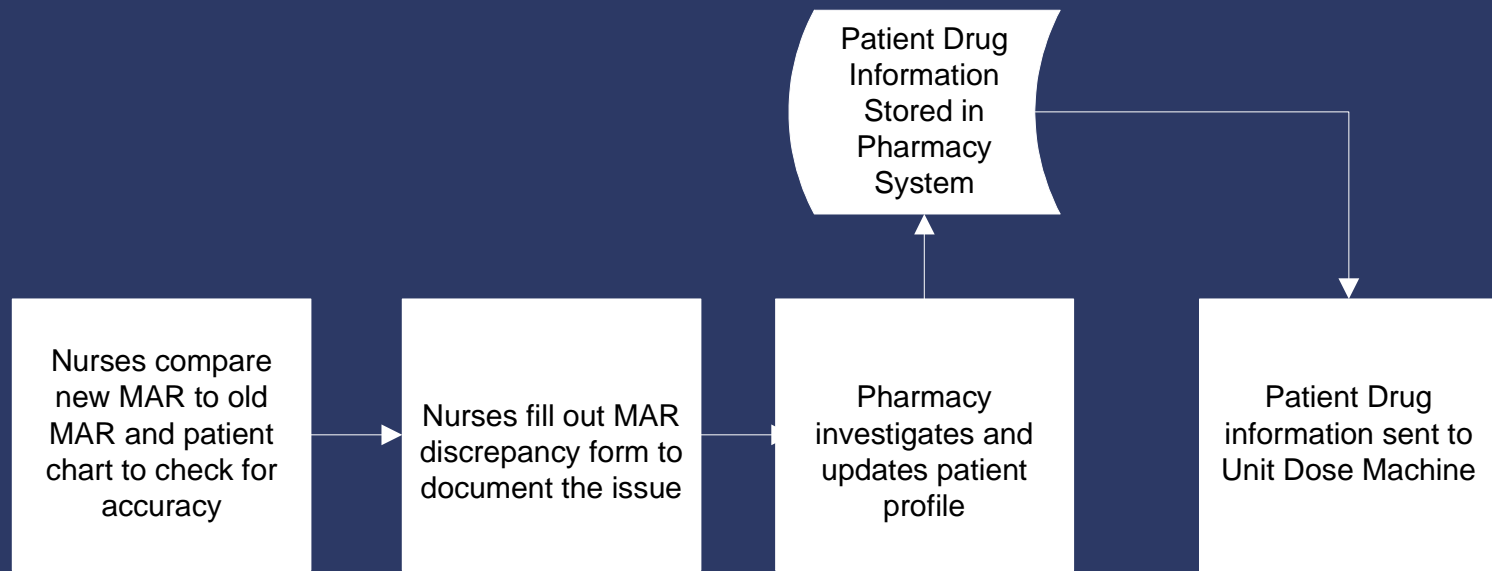 Patient Drug
Information
Stored in
Pharmacy
System
Nurses compare
new MAR to old
MAR and patient
chart to check for
accuracy
Nurses fill out MAR
discrepancy form to
document the issue
Pharmacy
investigates and
updates patient
profile
Patient Drug
information sent to
Unit Dose Machine